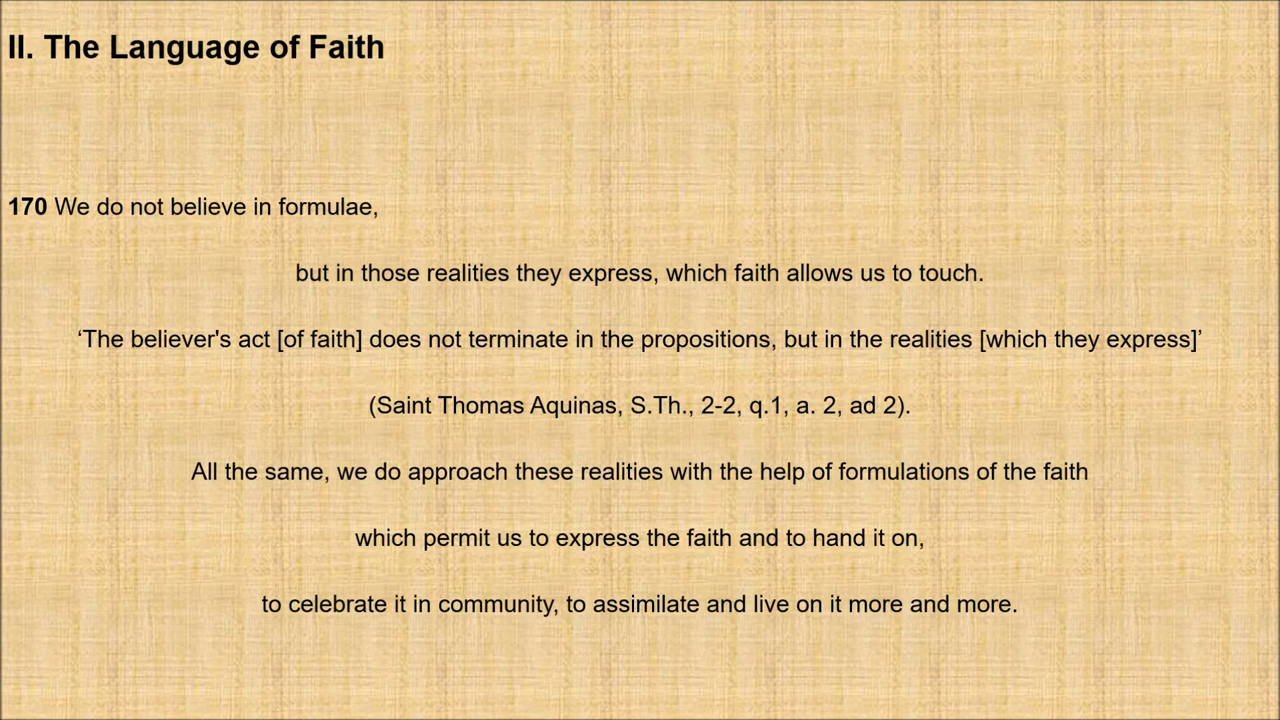 II. The Language of Faith
170 We do not believe in formulae,
but in those realities they express, which faith allows us to touch.
‘The believer's act [of faith] does not terminate in the propositions, but in the realities [which they express]’
(Saint Thomas Aquinas, S.Th., 2-2, q.1, a. 2, ad 2).
All the same, we do approach these realities with the help of formulations of the faith
which permit us to express the faith and to hand it on,
to celebrate it in community, to assimilate and live on it more and more.